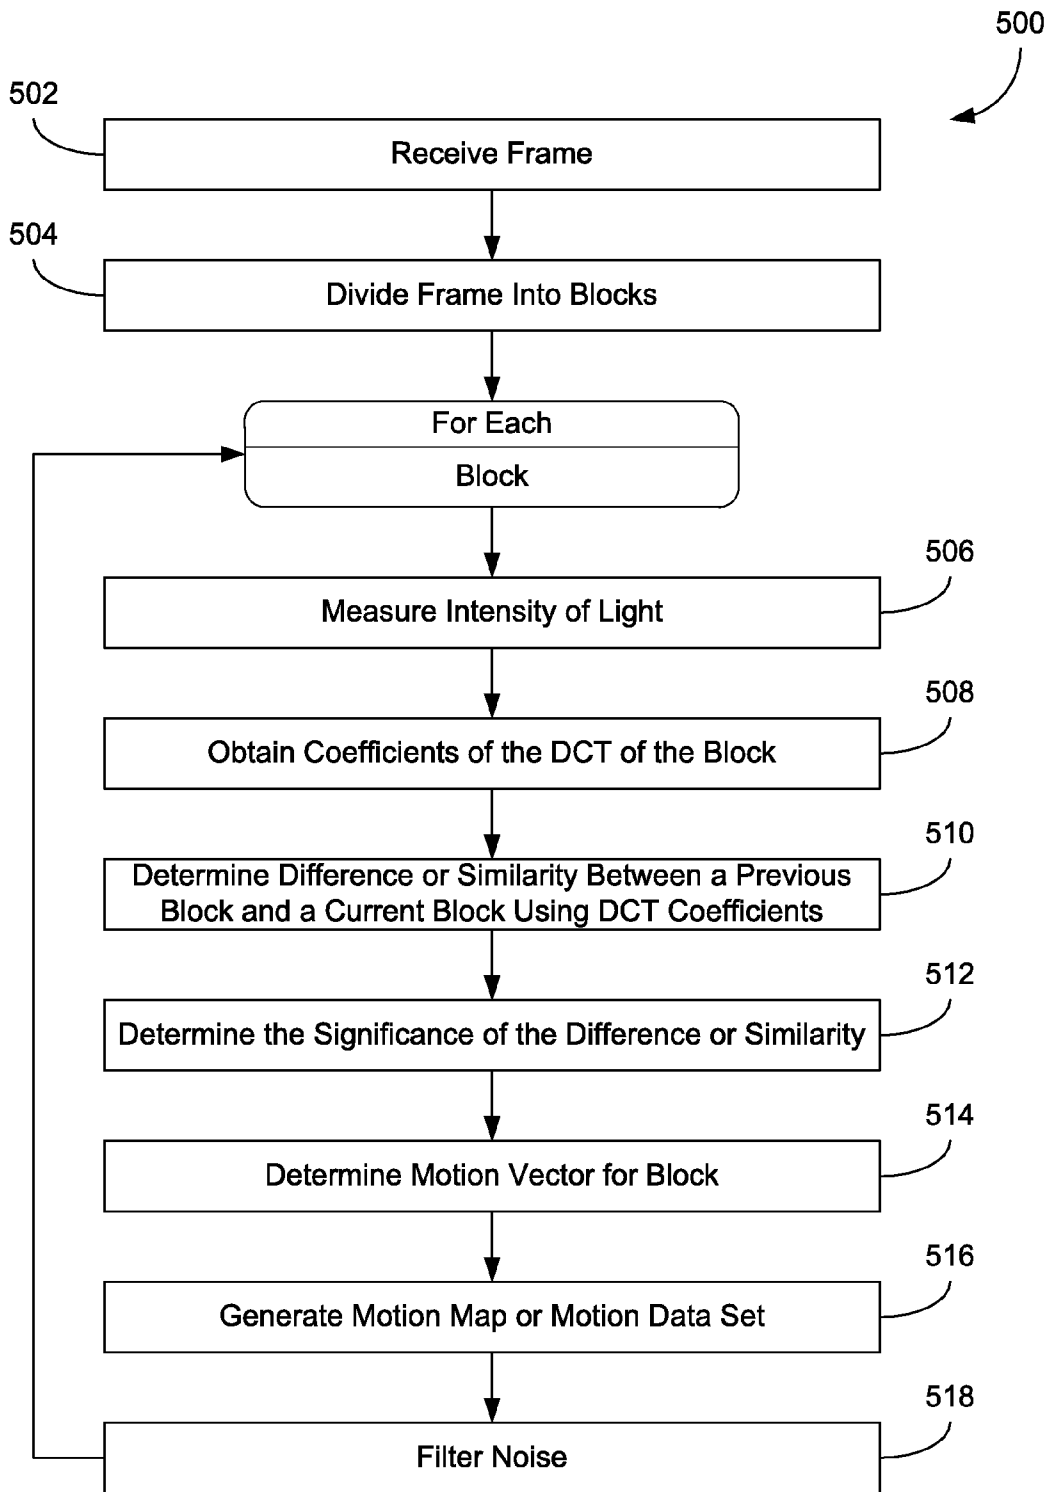 500
502
Receive Frame
504
Divide Frame Into Blocks
For Each
Block
506
Measure Intensity of Light
508
Obtain Coefficients of the DCT of the Block
510
Determine Difference or Similarity Between a Previous
Block and a Current Block Using DCT Coefficients
512
Determine the Significance of the Difference or Similarity
514
Determine Motion Vector for Block
516
Generate Motion Map or Motion Data Set
518
Filter Noise